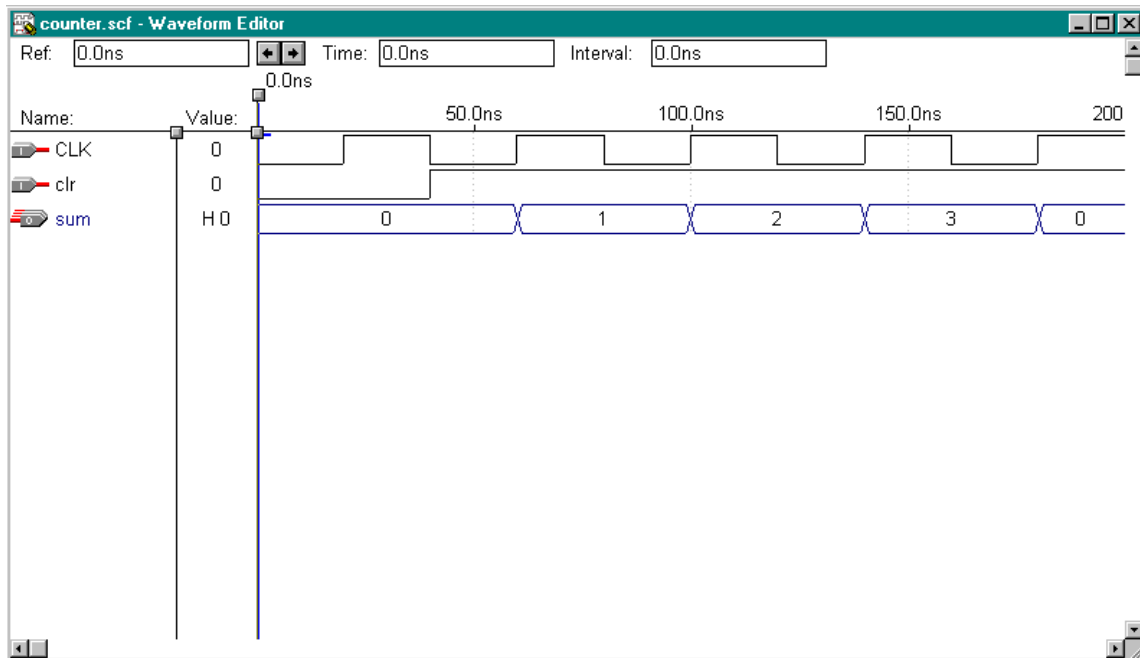 counter.scf - Waveform Editor
Ref: 0.0ns Time: 0.0ns Interval: 0.0ns
0.0ns
Name: Value: 50.0ns 100.0ns 150.0ns 200
CLK 0
clr 0
sum H 0 0 1 2 3 0